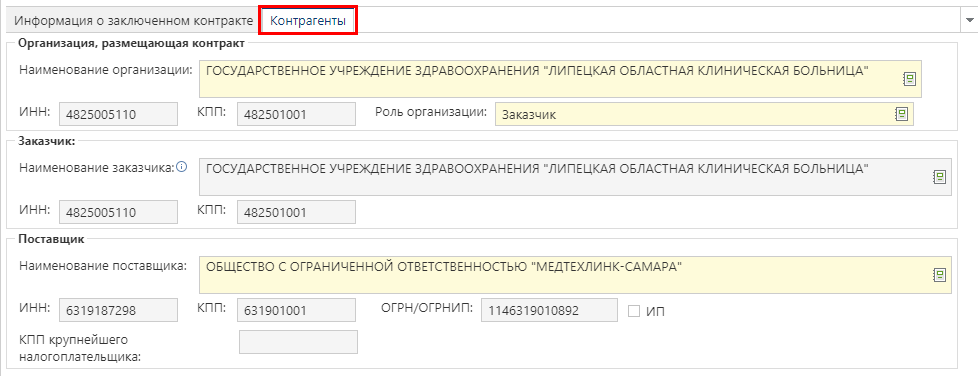 Информация о заключенном контракте Контрагенты
Организация, размещающая контракт
Наименование организации: ГОСУДАРСТВЕННОЕ УЧРЕЖДЕНИЕ ЗДРАВООХРАНЕНИЯ "ЛИПЕЦКАЯ ОБЛАСТНАЯ КЛИНИЧЕСКАЯ БОЛЬНИЦА"
ИНН: 4825005110 КПП: 482501001 Роль организации: Заказчик
Заказчик:
Наименование заказчика: ГОСУДАРСТВЕННОЕ УЧРЕЖДЕНИЕ ЗДРАВООХРАНЕНИЯ "ЛИПЕЦКАЯ ОБЛАСТНАЯ КЛИНИЧЕСКАЯ БОЛЬНИЦА"
ИНН: 4825005110 КПП: 482501001
Поставщик
Наименование поставщика: ОБЩЕСТВО С ОГРАНИЧЕННОЙ ОТВЕТСТВЕННОСТЬЮ "МЕДТЕХЛИНК-САМАРА"
ИНН: 6319187298 КПП: 631901001 ОГРН/ОГРНИП: 1146319010892 ИП
КПП крупнейшего
налогоплательщика: